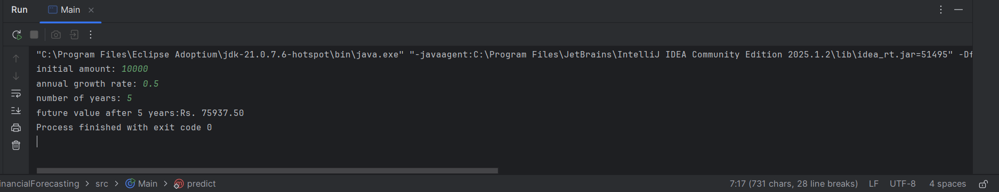 Run Main
"C:\Program Files\Eclipse Adoptium\jdk-21.0.7.6-hotspot\bin\java.exe" "-javaagent:C:\Program Files\JetBrains\IntelliJ IDEA Community Edition 2025.1.2\lib\idea_rt.jar=51495" -Df
initial amount: 10000
annual growth rate: 0.5
number of years: 5
future value after 5 years:Rs. 75937.50
Process finished with exit code 0
inancialForecasting > src > Main > predict 7:17 (731 chars, 28 line breaks) LF UTF-8 4 spaces